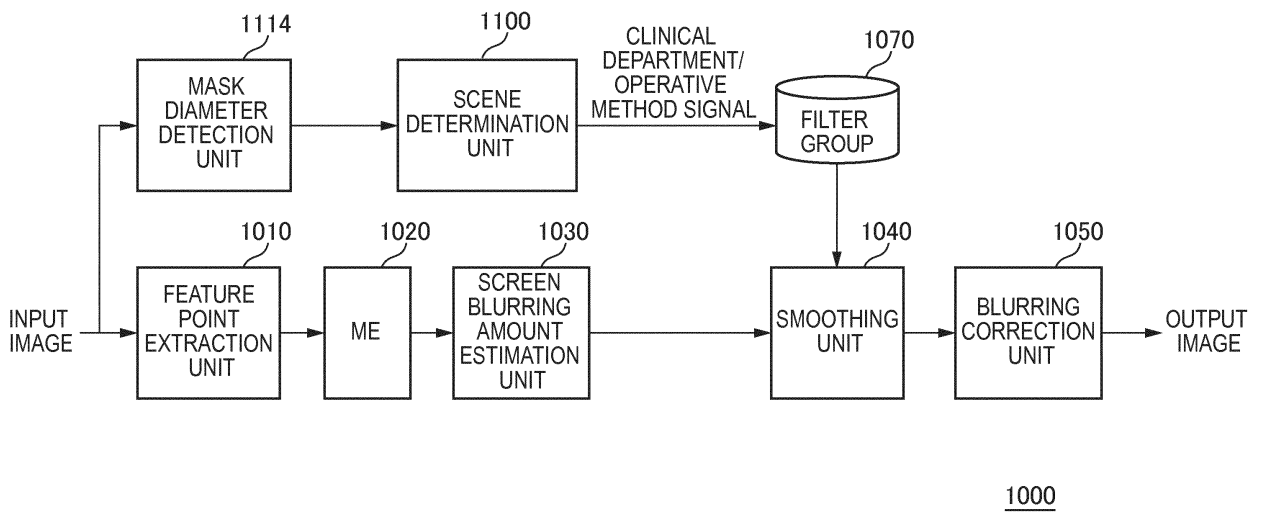 1114
MASK
DIAMETER
DETECTION
UNIT
1100
SCENE
DETERMINATION
UNIT
CLINICAL
DEPARTMENT/
OPERATIVE
METHOD SIGNAL
1070
FILTER
GROUP
INPUT
IMAGE
1010
FEATURE
POINT
EXTRACTION
UNIT
1020
ME
1030
SCREEN
BLURRING
AMOUNT
ESTIMATION
UNIT
1040
SMOOTHING
UNIT
1050
BLURRING
CORRECTION
UNIT
OUTPUT
IMAGE
1000